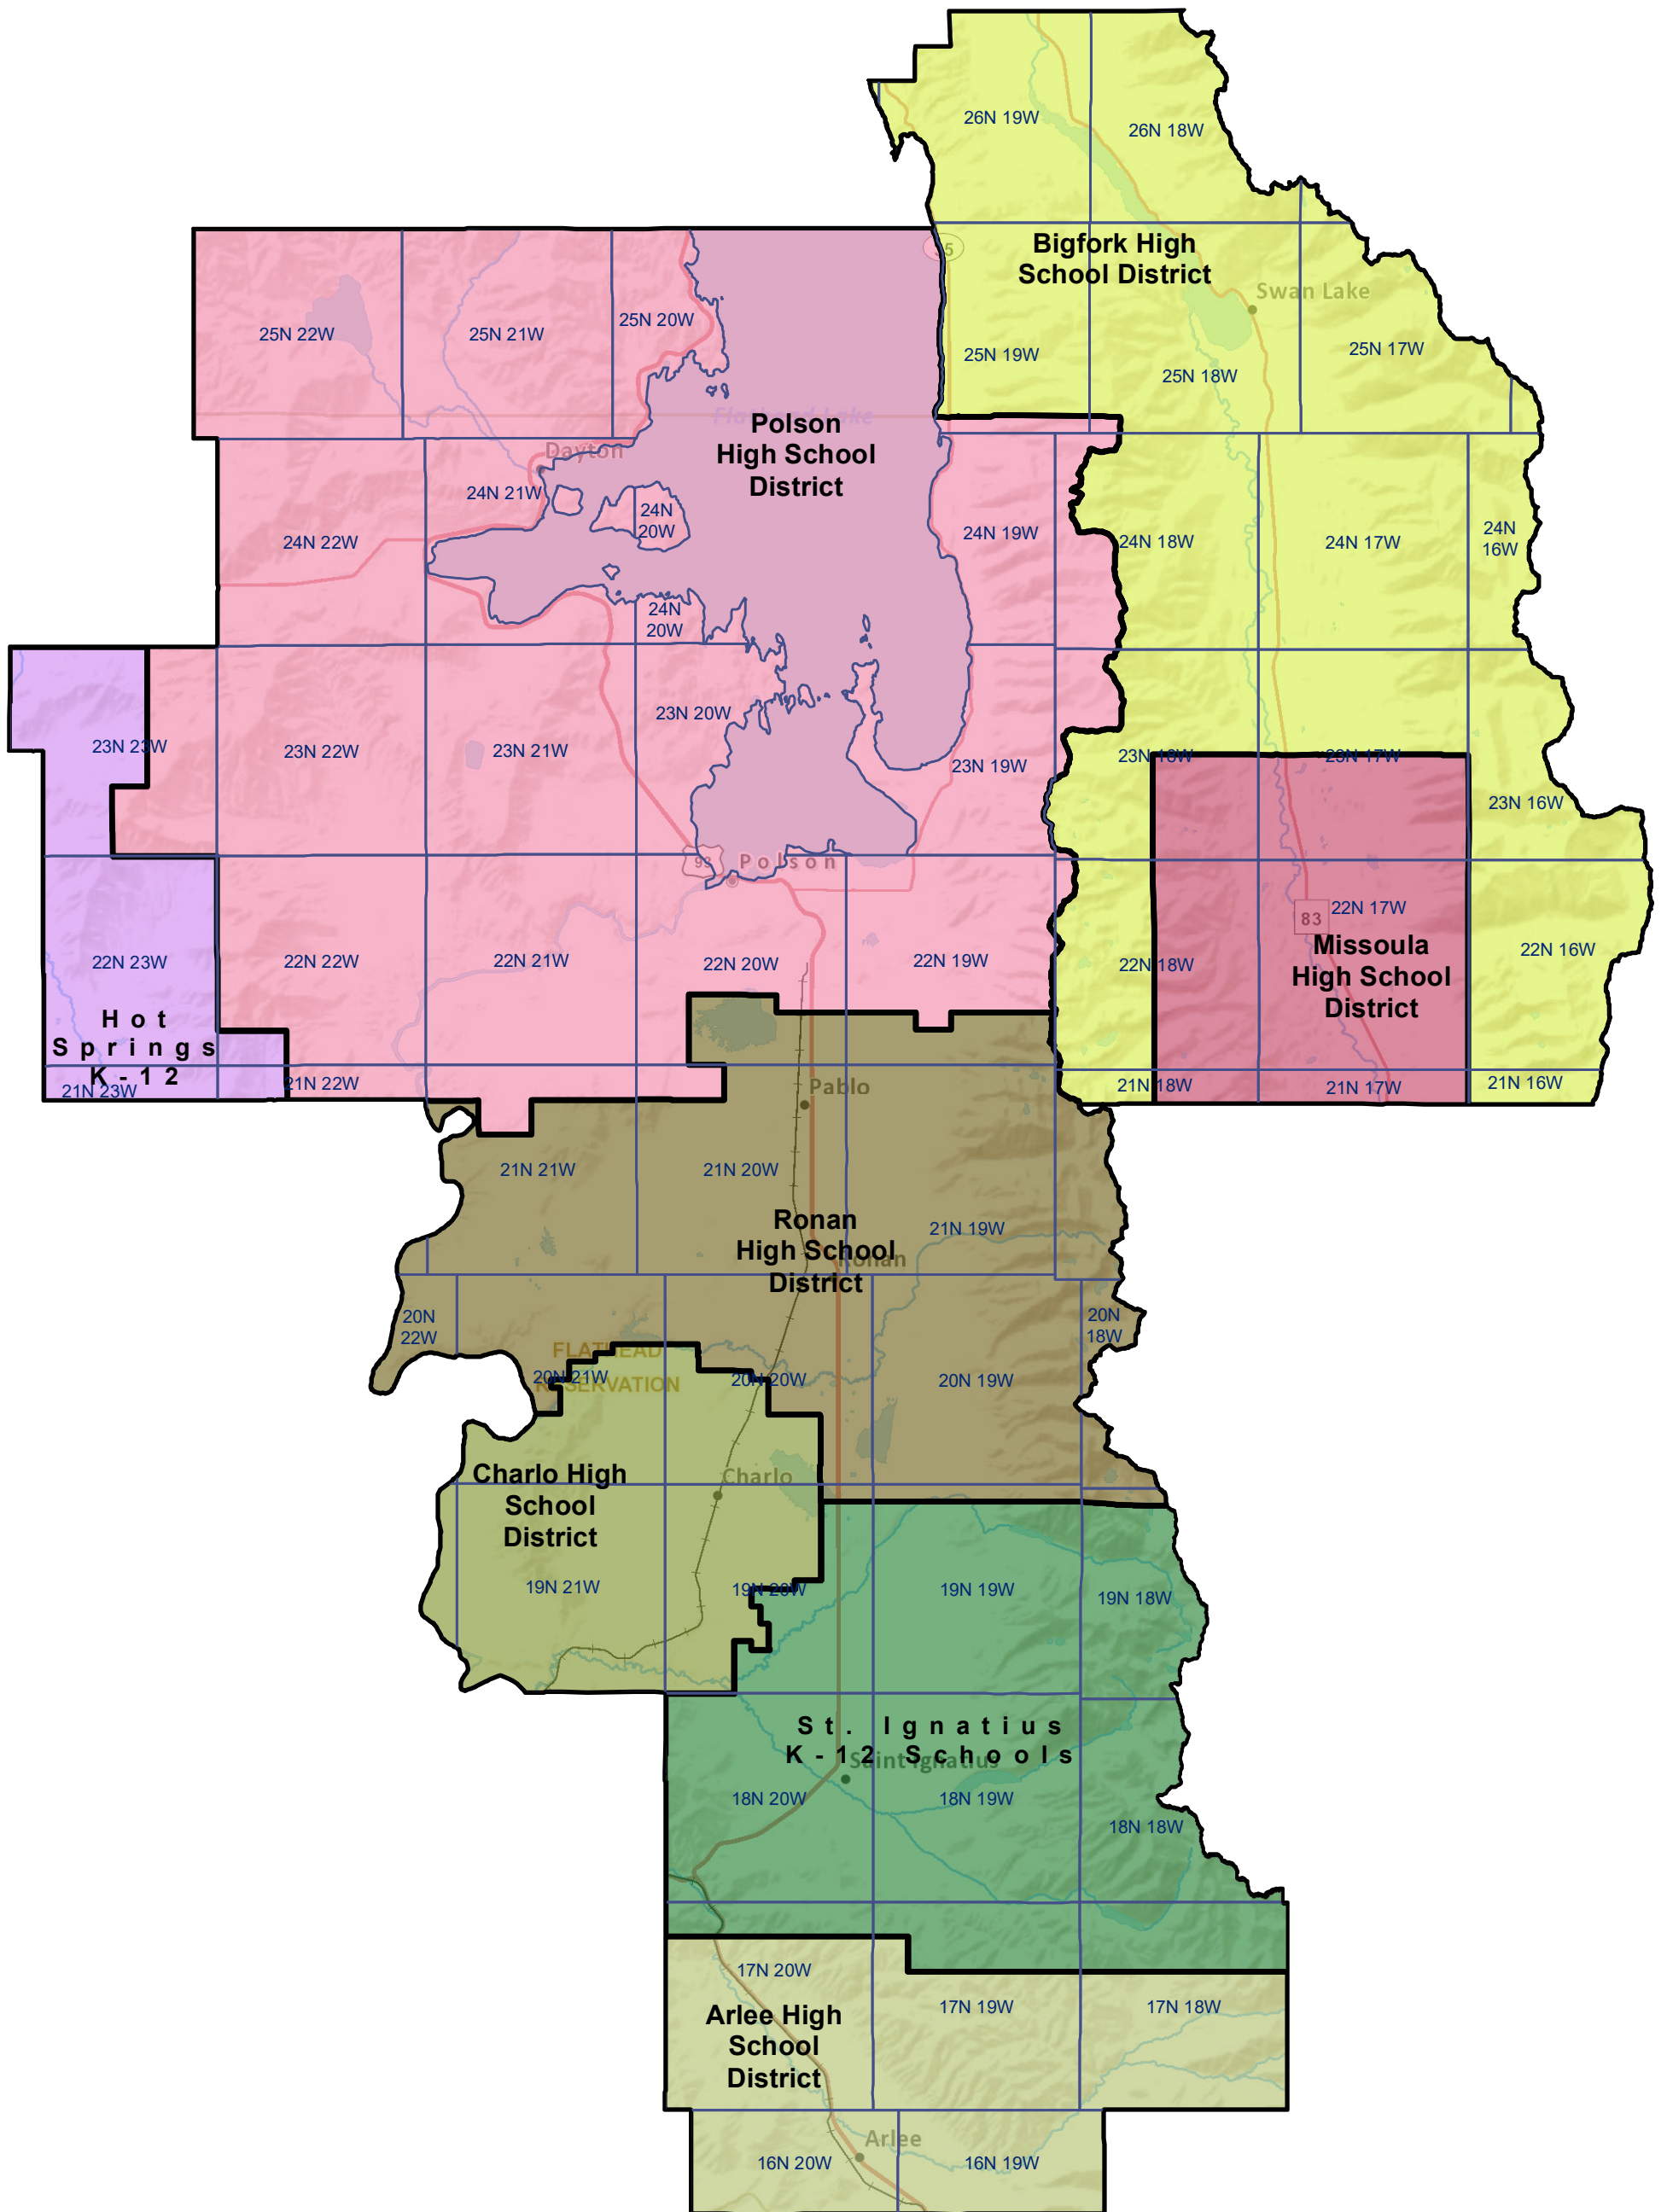 26N 19W
26N 18W
35
Bigfork High
School District
Swan Lake
25N 22W
25N 21W
25N 20W
25N 19W
25N 18W
25N 17W
Flathead Lake
Polson
High School
District
Dayton
24N 21W
24N
20W
24N 22W
24N 19W
24N 18W
24N 17W
24N
16W
24N
20W
23N 23W
23N 22W
23N 21W
23N 20W
23N 19W
23N 18W
23N 17W
23N 16W
93
Polson
22N 23W
22N 22W
22N 21W
22N 20W
22N 19W
22N 18W
22N 17W
22N 16W
83
Missoula
High School
District
Hot
Springs
K-12
21N 23W
21N 22W
Pablo
21N 18W
21N 17W
21N 16W
21N 21W
21N 20W
21N 19W
Ronan
High School
District
Ronan
20N
22W
20N
18W
FLATHEAD
RESERVATION
20N 21W
20N 20W
20N 19W
Charlo High
School
District
Charlo
19N 21W
19N 20W
19N 19W
19N 18W
St. Ignatius
K-12 Schools
Saint Ignatius
18N 20W
18N 19W
18N 18W
17N 20W
17N 19W
17N 18W
Arlee High
School
District
Arlee
16N 20W
16N 19W